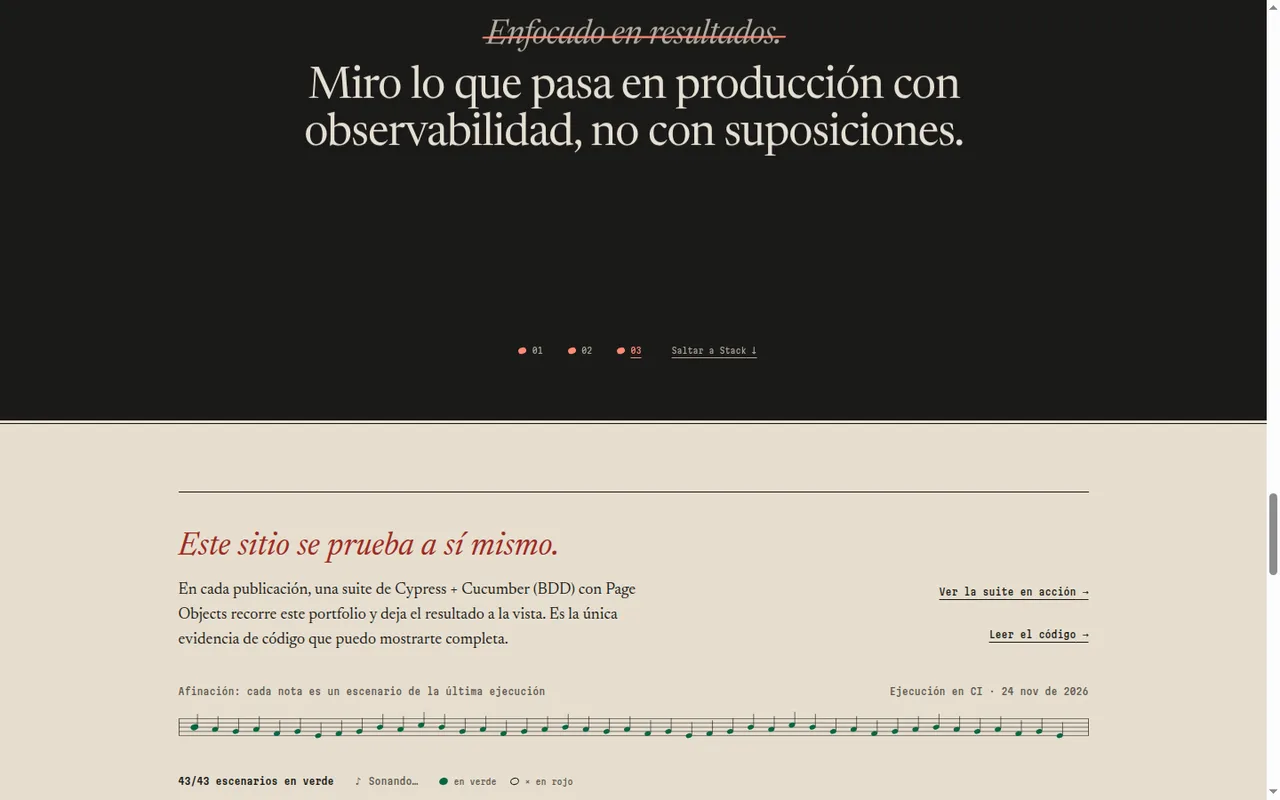 Enfocado en resultados.
Miro lo que pasa en producción con
observabilidad, no con suposiciones.
01 02 03 Saltar a Stack ↓
Este sitio se prueba a sí mismo.
En cada publicación, una suite de Cypress + Cucumber (BDD) con Page
Objects recorre este portfolio y deja el resultado a la vista. Es la única
evidencia de código que puedo mostrarte completa.
Ver la suite en acción →
Leer el código →
Afinación: cada nota es un escenario de la última ejecución
Ejecución en CI · 24 nov de 2026
43/43 escenarios en verde ♪ Sonando… en verde × en rojo